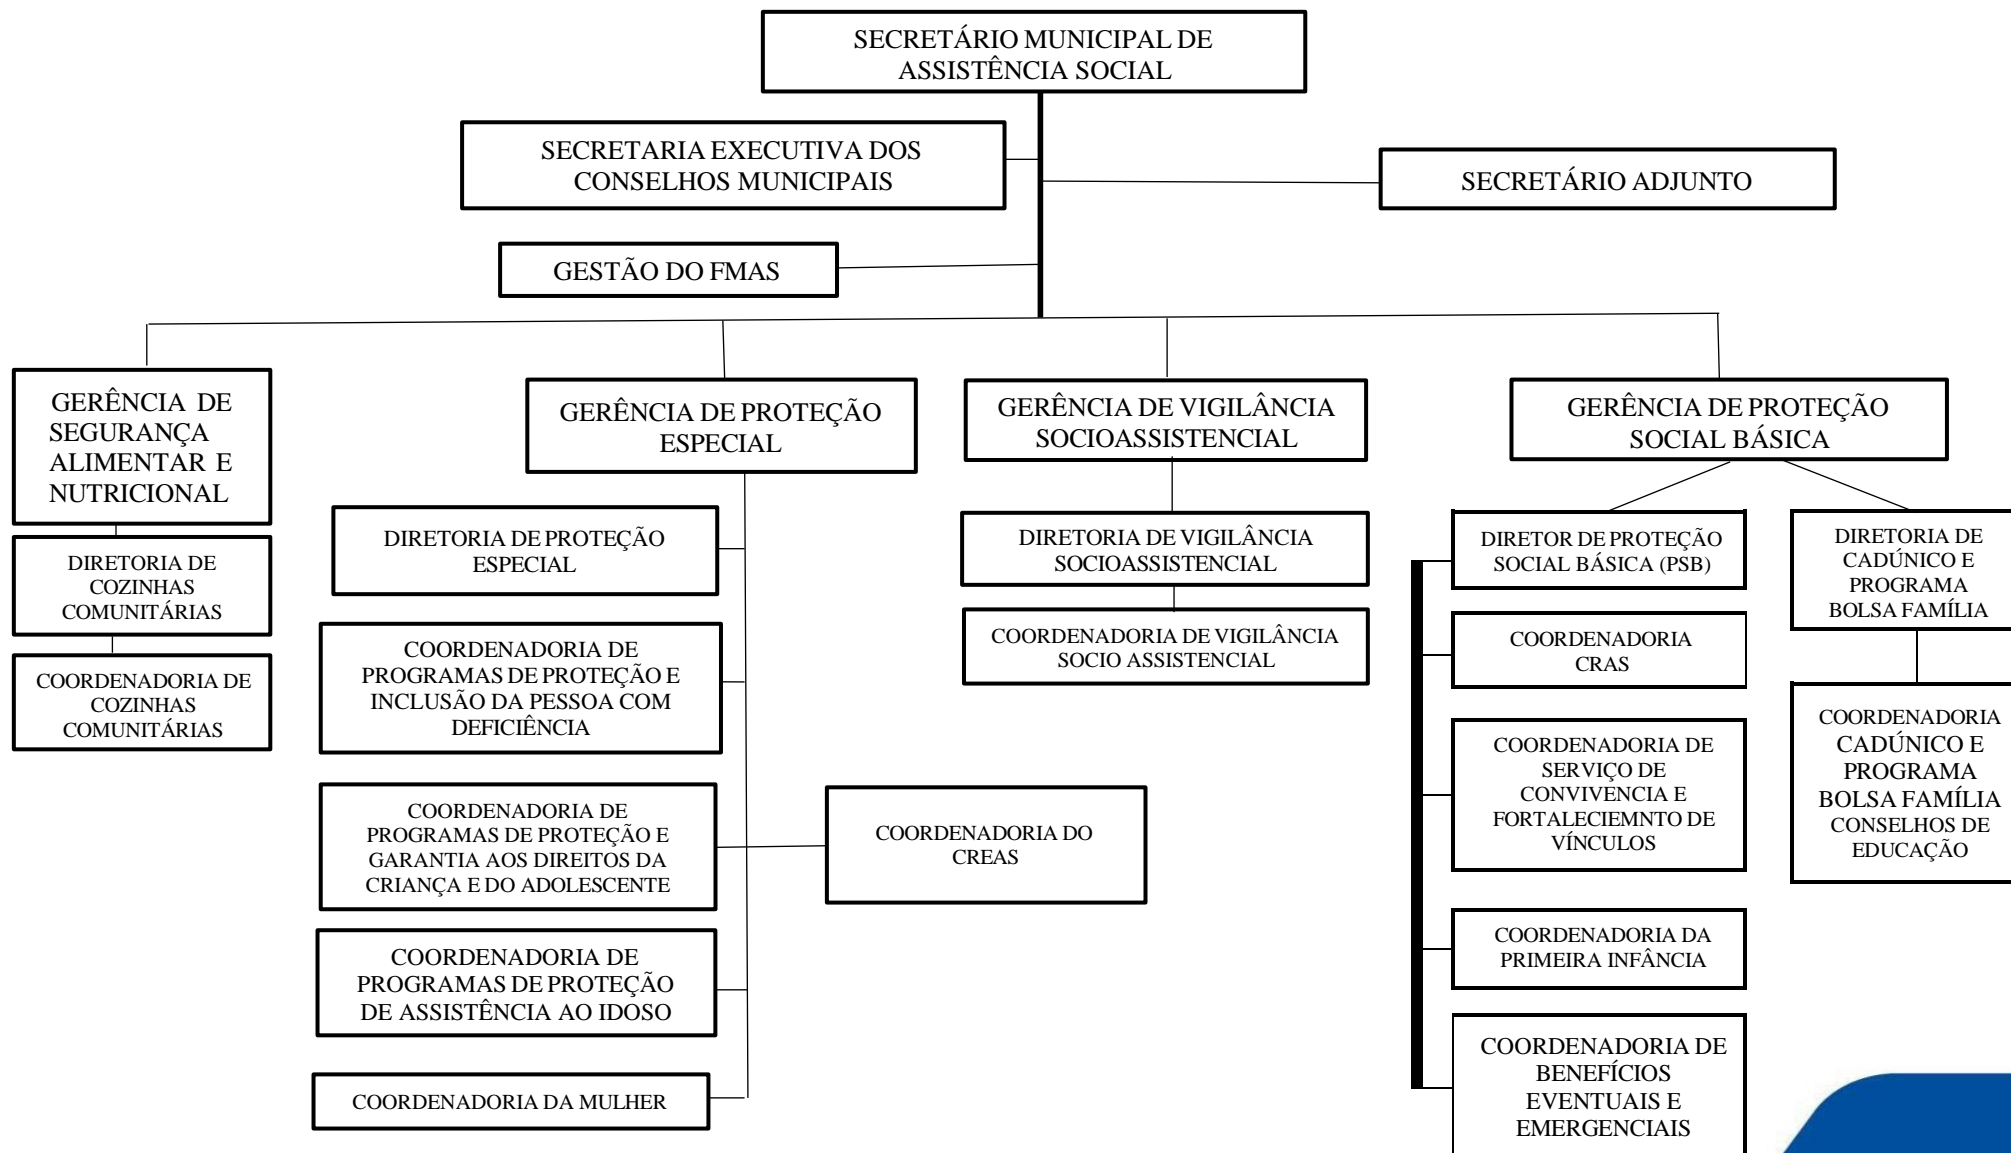 SECRETÁRIO MUNICIPAL DE
ASSISTÊNCIA SOCIAL
SECRETARIA EXECUTIVA DOS
CONSELHOS MUNICIPAIS
SECRETÁRIO ADJUNTO
GESTÃO DO FMAS
GERÊNCIA DE
SEGURANÇA
ALIMENTAR E
NUTRICIONAL
DIRETORIA DE
COZINHAS
COMUNITÁRIAS
COORDENADORIA DE
COZINHAS
COMUNITÁRIAS
GERÊNCIA DE PROTEÇÃO
ESPECIAL
DIRETORIA DE PROTEÇÃO
ESPECIAL
COORDENADORIA DE
PROGRAMAS DE PROTEÇÃO E
INCLUSÃO DA PESSOA COM
DEFICIÊNCIA
COORDENADORIA DE
PROGRAMAS DE PROTEÇÃO E
GARANTIA AOS DIREITOS DA
CRIANÇA E DO ADOLESCENTE
COORDENADORIA DO
CREAS
COORDENADORIA DE
PROGRAMAS DE PROTEÇÃO
DE ASSISTÊNCIA AO IDOSO
COORDENADORIA DA MULHER
GERÊNCIA DE VIGILÂNCIA
SOCIOASSISTENCIAL
DIRETORIA DE VIGILÂNCIA
SOCIOASSISTENCIAL
COORDENADORIA DE VIGILÂNCIA
SOCIO ASSISTENCIAL
GERÊNCIA DE PROTEÇÃO
SOCIAL BÁSICA
DIRETOR DE PROTEÇÃO
SOCIAL BÁSICA (PSB)
COORDENADORIA
CRAS
COORDENADORIA DE
SERVIÇO DE
CONVIVENCIA E
FORTALECIEMNTO DE
VÍNCULOS
COORDENADORIA DA
PRIMEIRA INFÂNCIA
COORDENADORIA DE
BENEFÍCIOS
EVENTUAIS E
EMERGENCIAIS
DIRETORIA DE
CADÚNICO E
PROGRAMA
BOLSA FAMÍLIA
COORDENADORIA
CADÚNICO E
PROGRAMA
BOLSA FAMÍLIA
CONSELHOS DE
EDUCAÇÃO